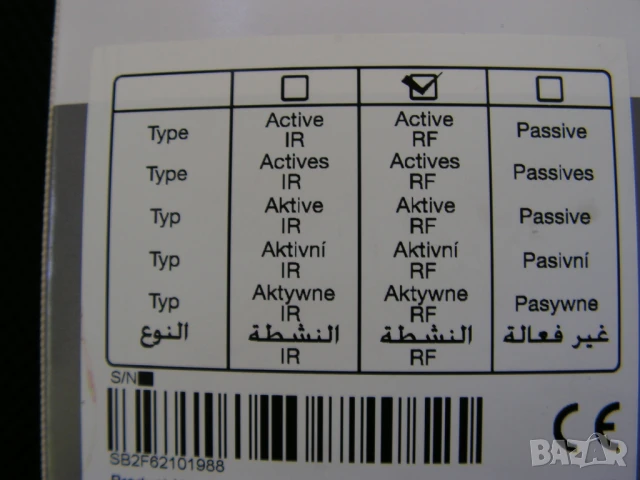 Type Active IR Active RF Passive
Type Actives IR Actives RF Passives
Typ Aktive IR Aktive RF Passive
Typ Aktivní IR Aktivní RF Pasivní
Typ Aktywne IR Aktywne RF Pasywne
النوع النشطة IR النشطة RF غير فعالة
S/N
SB2F62101988
CE
BAZAR
bg